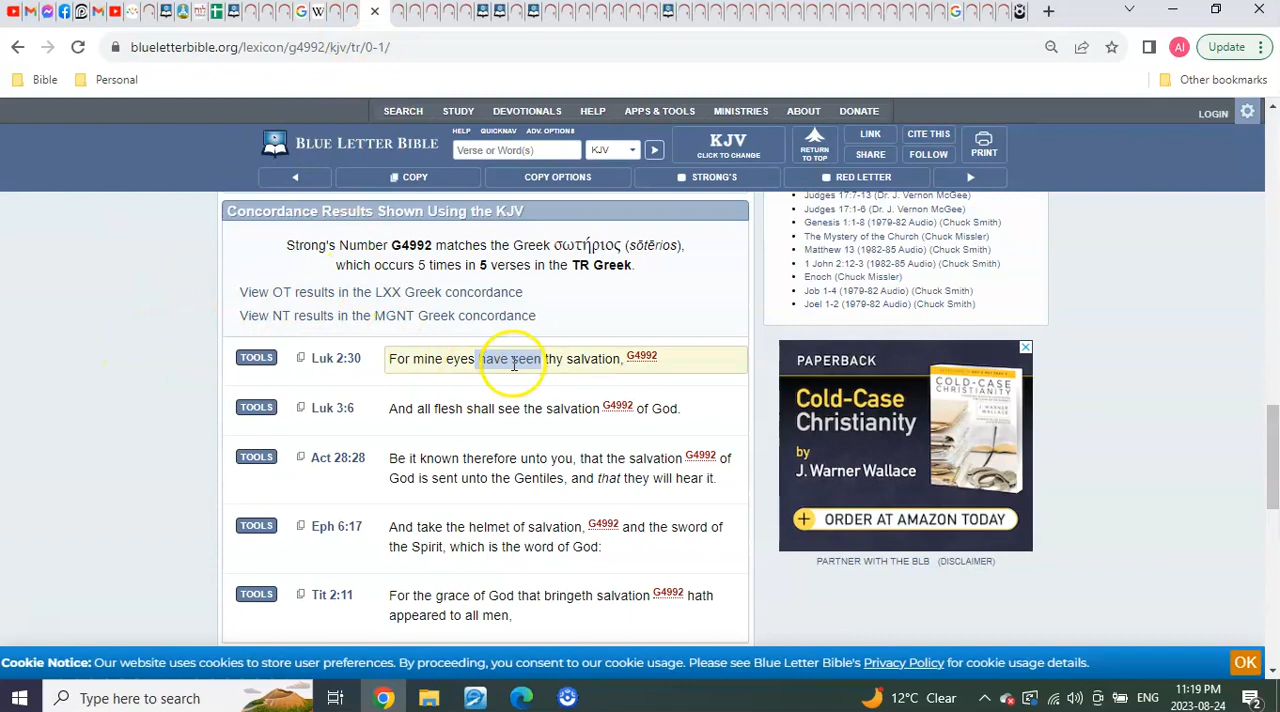 blueletterbible.org/lexicon/g4992/kjv/tr/0-1/
AI
Update
Bible
Personal
Other bookmarks
SEARCH STUDY DEVOTIONALS HELP APPS & TOOLS MINISTRIES ABOUT DONATE
LOGIN
BLUE LETTER BIBLE
HELP QUICKNAV ADV. OPTIONS
Verse or Word(s)
KJV
KJV
CLICK TO CHANGE
RETURN
TO TOP
LINK
CITE THIS
SHARE
FOLLOW
PRINT
COPY
COPY OPTIONS
STRONG'S
RED LETTER
Concordance Results Shown Using the KJV
Strong's Number G4992 matches the Greek σωτήριος (sōtērios),
which occurs 5 times in 5 verses in the TR Greek.
View OT results in the LXX Greek concordance
View NT results in the MGNT Greek concordance
TOOLS Luk 2:30 For mine eyes have seen thy salvation, G4992
TOOLS Luk 3:6 And all flesh shall see the salvation G4992 of God.
TOOLS Act 28:28 Be it known therefore unto you, that the salvation G4992 of
God is sent unto the Gentiles, and that they will hear it.
TOOLS Eph 6:17 And take the helmet of salvation, G4992 and the sword of
the Spirit, which is the word of God:
TOOLS Tit 2:11 For the grace of God that bringeth salvation G4992 hath
appeared to all men,
Judges 17:7-13 (Dr. J. Vernon McGee)
Judges 17:1-6 (Dr. J. Vernon McGee)
Genesis 1:1-8 (1979-82 Audio) (Chuck Smith)
The Mystery of the Church (Chuck Missler)
Matthew 13 (1982-85 Audio) (Chuck Smith)
1 John 2:12-3 (1982-85 Audio) (Chuck Smith)
Enoch (Chuck Missler)
Job 1-4 (1979-82 Audio) (Chuck Smith)
Joel 1-2 (1979-82 Audio) (Chuck Smith)
PAPERBACK
Cold-Case
Christianity
by
J. Warner Wallace
COLD-CASE
CHRISTIANITY
ORDER AT AMAZON TODAY
PARTNER WITH THE BLB (DISCLAIMER)
Cookie Notice: Our website uses cookies to store user preferences. By proceeding, you consent to our cookie usage. Please see Blue Letter Bible's Privacy Policy for cookie usage details.
OK
Type here to search
12°C Clear
ENG
11:19 PM
2023-08-24
2